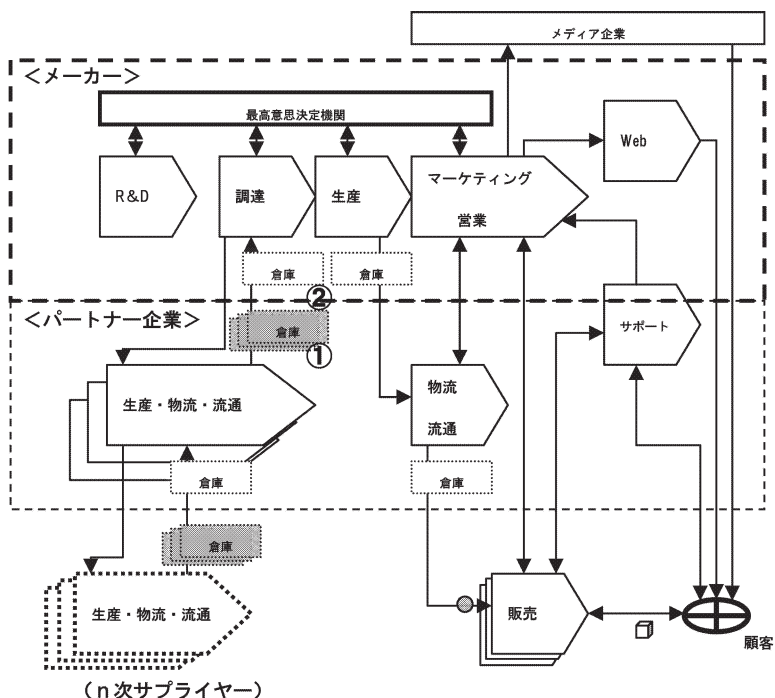 メディア企業
＜メーカー＞
最高意思決定機関
R＆D
調達
生産
マーケティング
営業
Web
倉庫
倉庫
②
＜パートナー企業＞
倉庫
①
サポート
生産・物流・流通
物流
流通
倉庫
倉庫
倉庫
生産・物流・流通
販売
顧客
（ｎ次サプライヤー）